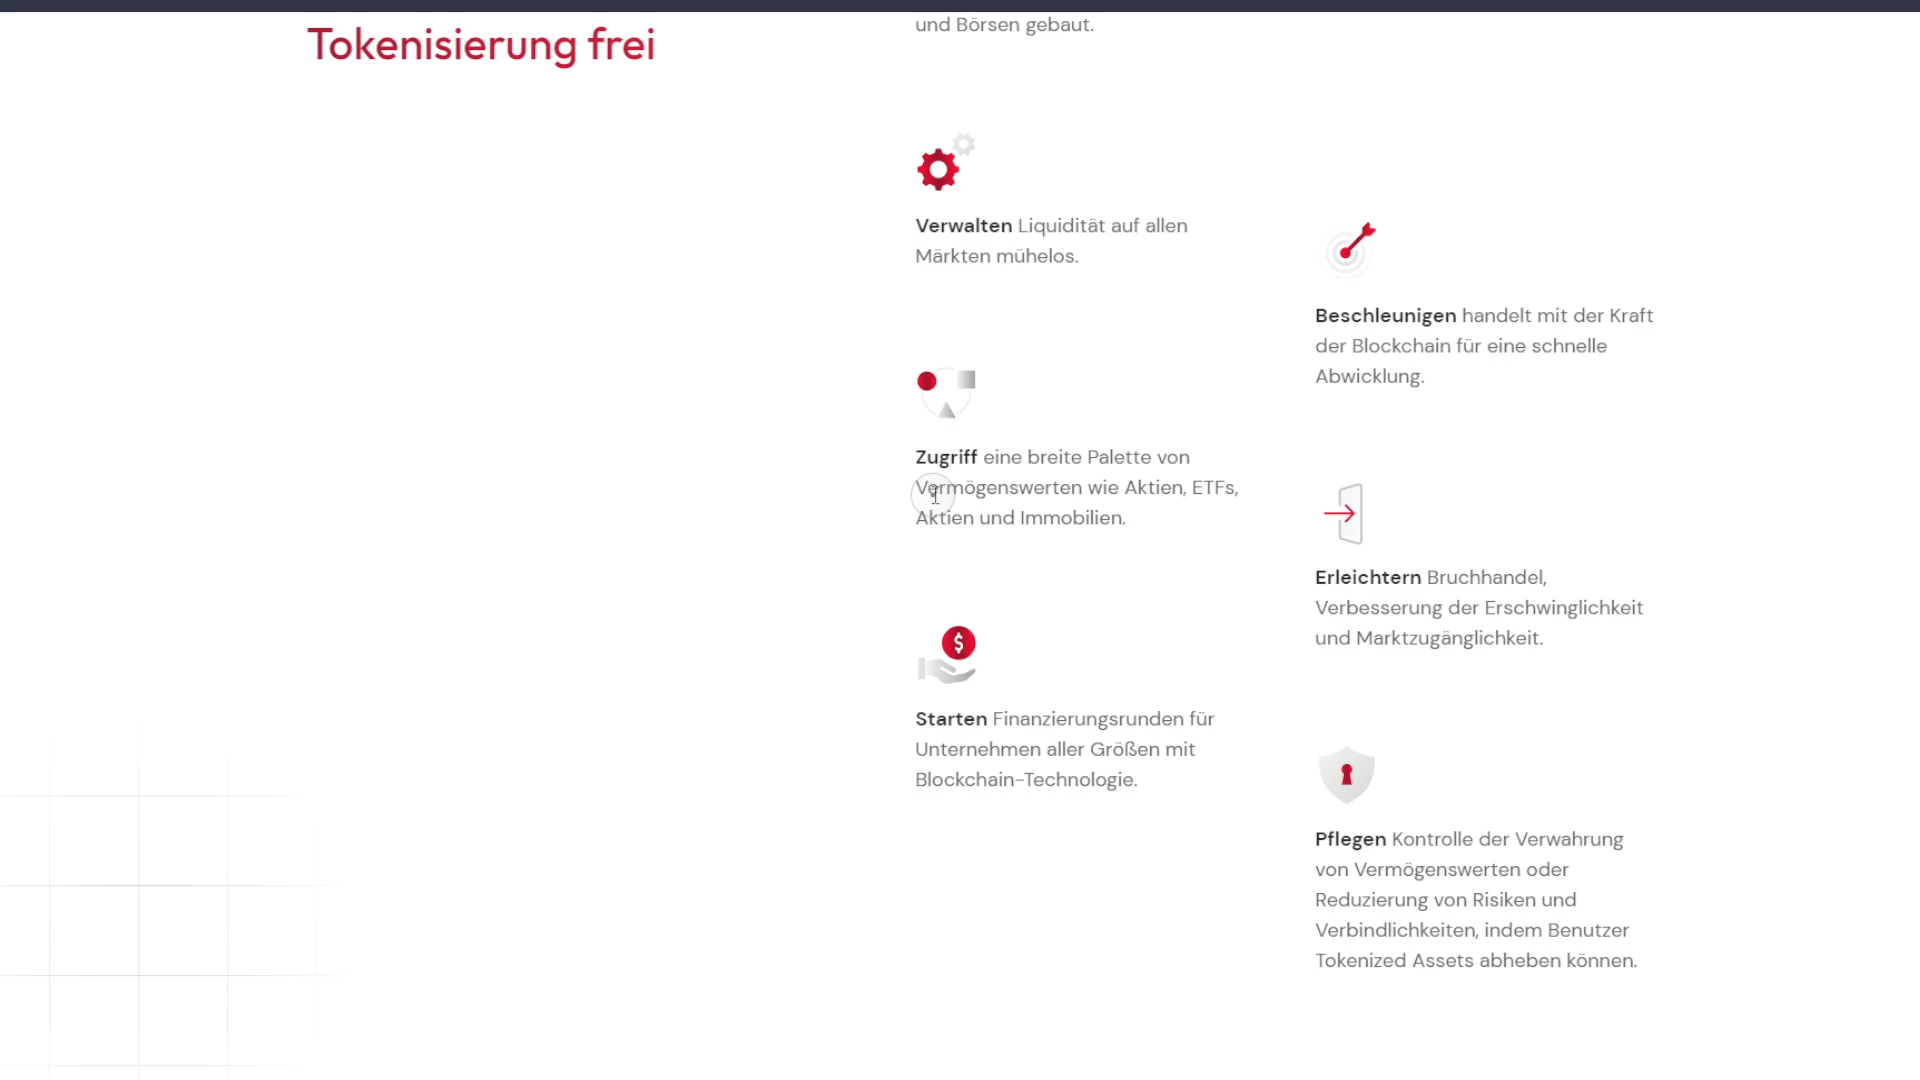 Tokenisierung frei
und Börsen gebaut.
Verwalten Liquidität auf allen
Märkten mühelos.
Zugriff eine breite Palette von
Vermögenswerten wie Aktien, ETFs,
Aktien und Immobilien.
Starten Finanzierungsrunden für
Unternehmen aller Größen mit
Blockchain-Technologie.
Beschleunigen handelt mit der Kraft
der Blockchain für eine schnelle
Abwicklung.
Erleichtern Bruchhandel,
Verbesserung der Erschwinglichkeit
und Marktzugänglichkeit.
Pflegen Kontrolle der Verwahrung
von Vermögenswerten oder
Reduzierung von Risiken und
Verbindlichkeiten, indem Benutzer
Tokenized Assets abheben können.